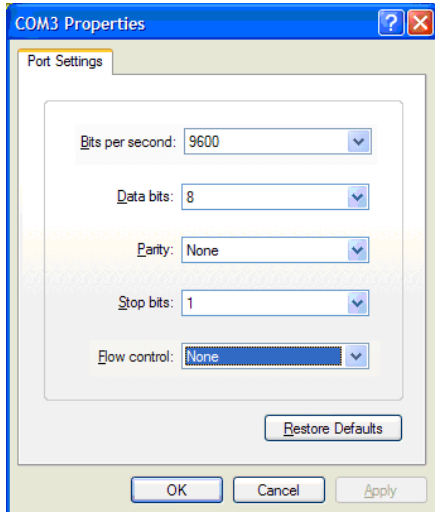 COM3 Properties
Port Settings
Bits per second: 9600
Data bits: 8
Parity: None
Stop bits: 1
Flow control: None
Restore Defaults
OK Cancel Apply